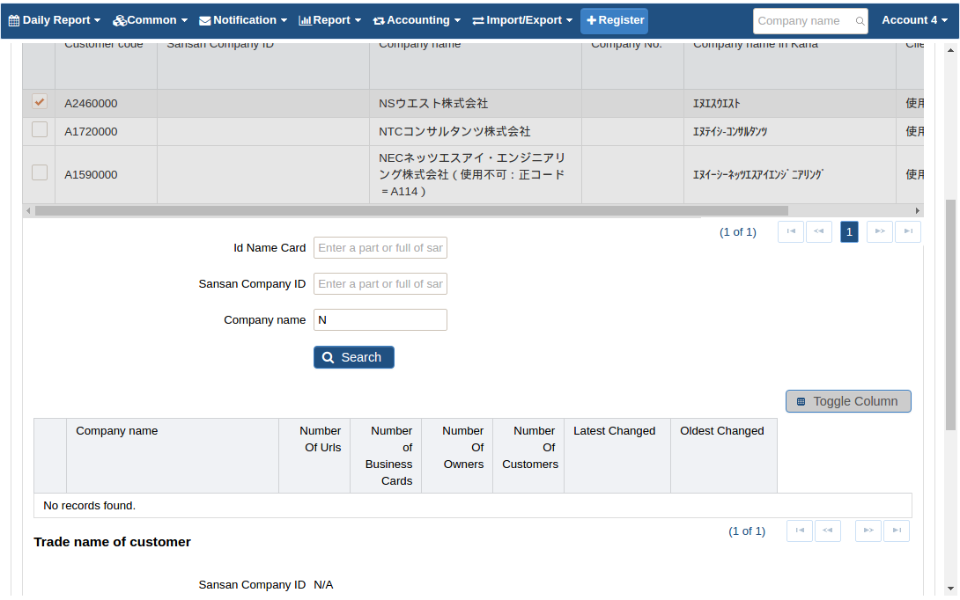 Daily Report Common Notification Report Accounting Import/Export Register Company name Account 4
Customer code Sansan Company ID Company name Company No. Company name in Kana Clie
A2460000 NSウエスト株式会社 ｴﾇｴｽｳｴｽﾄ 使用
A1720000 NTCコンサルタンツ株式会社 ｴﾇﾃｲｼｰｺﾝｻﾙﾀﾝﾂ 使用
NECネッツエスアイ・エンジニアリ
A1590000 ング株式会社（使用不可：正コード ｴﾇｲｰｼｰﾈｯﾂｴｽｱｲｴﾝｼﾞﾆｱﾘﾝｸﾞ 使用
＝A114）
(1 of 1) 1
Id Name Card Enter a part or full of sar
Sansan Company ID Enter a part or full of sar
Company name N
Search
Toggle Column
Company name Number Number Number Number Latest Changed Oldest Changed
Of Urls of Of Of
Business Owners Customers
Cards
No records found.
(1 of 1)
Trade name of customer
Sansan Company ID N/A